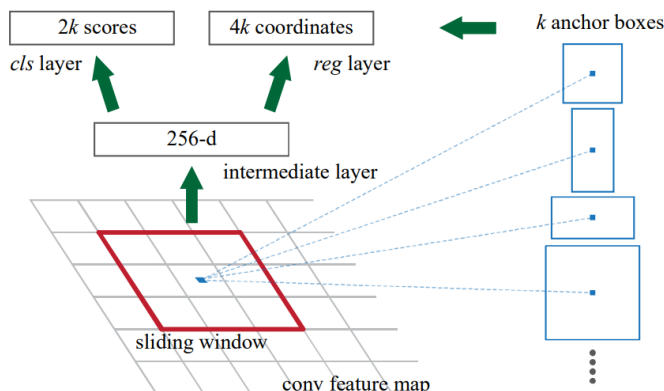 2k scores
4k coordinates
k anchor boxes
cls layer
reg layer
256-d
intermediate layer
sliding window
conv feature map